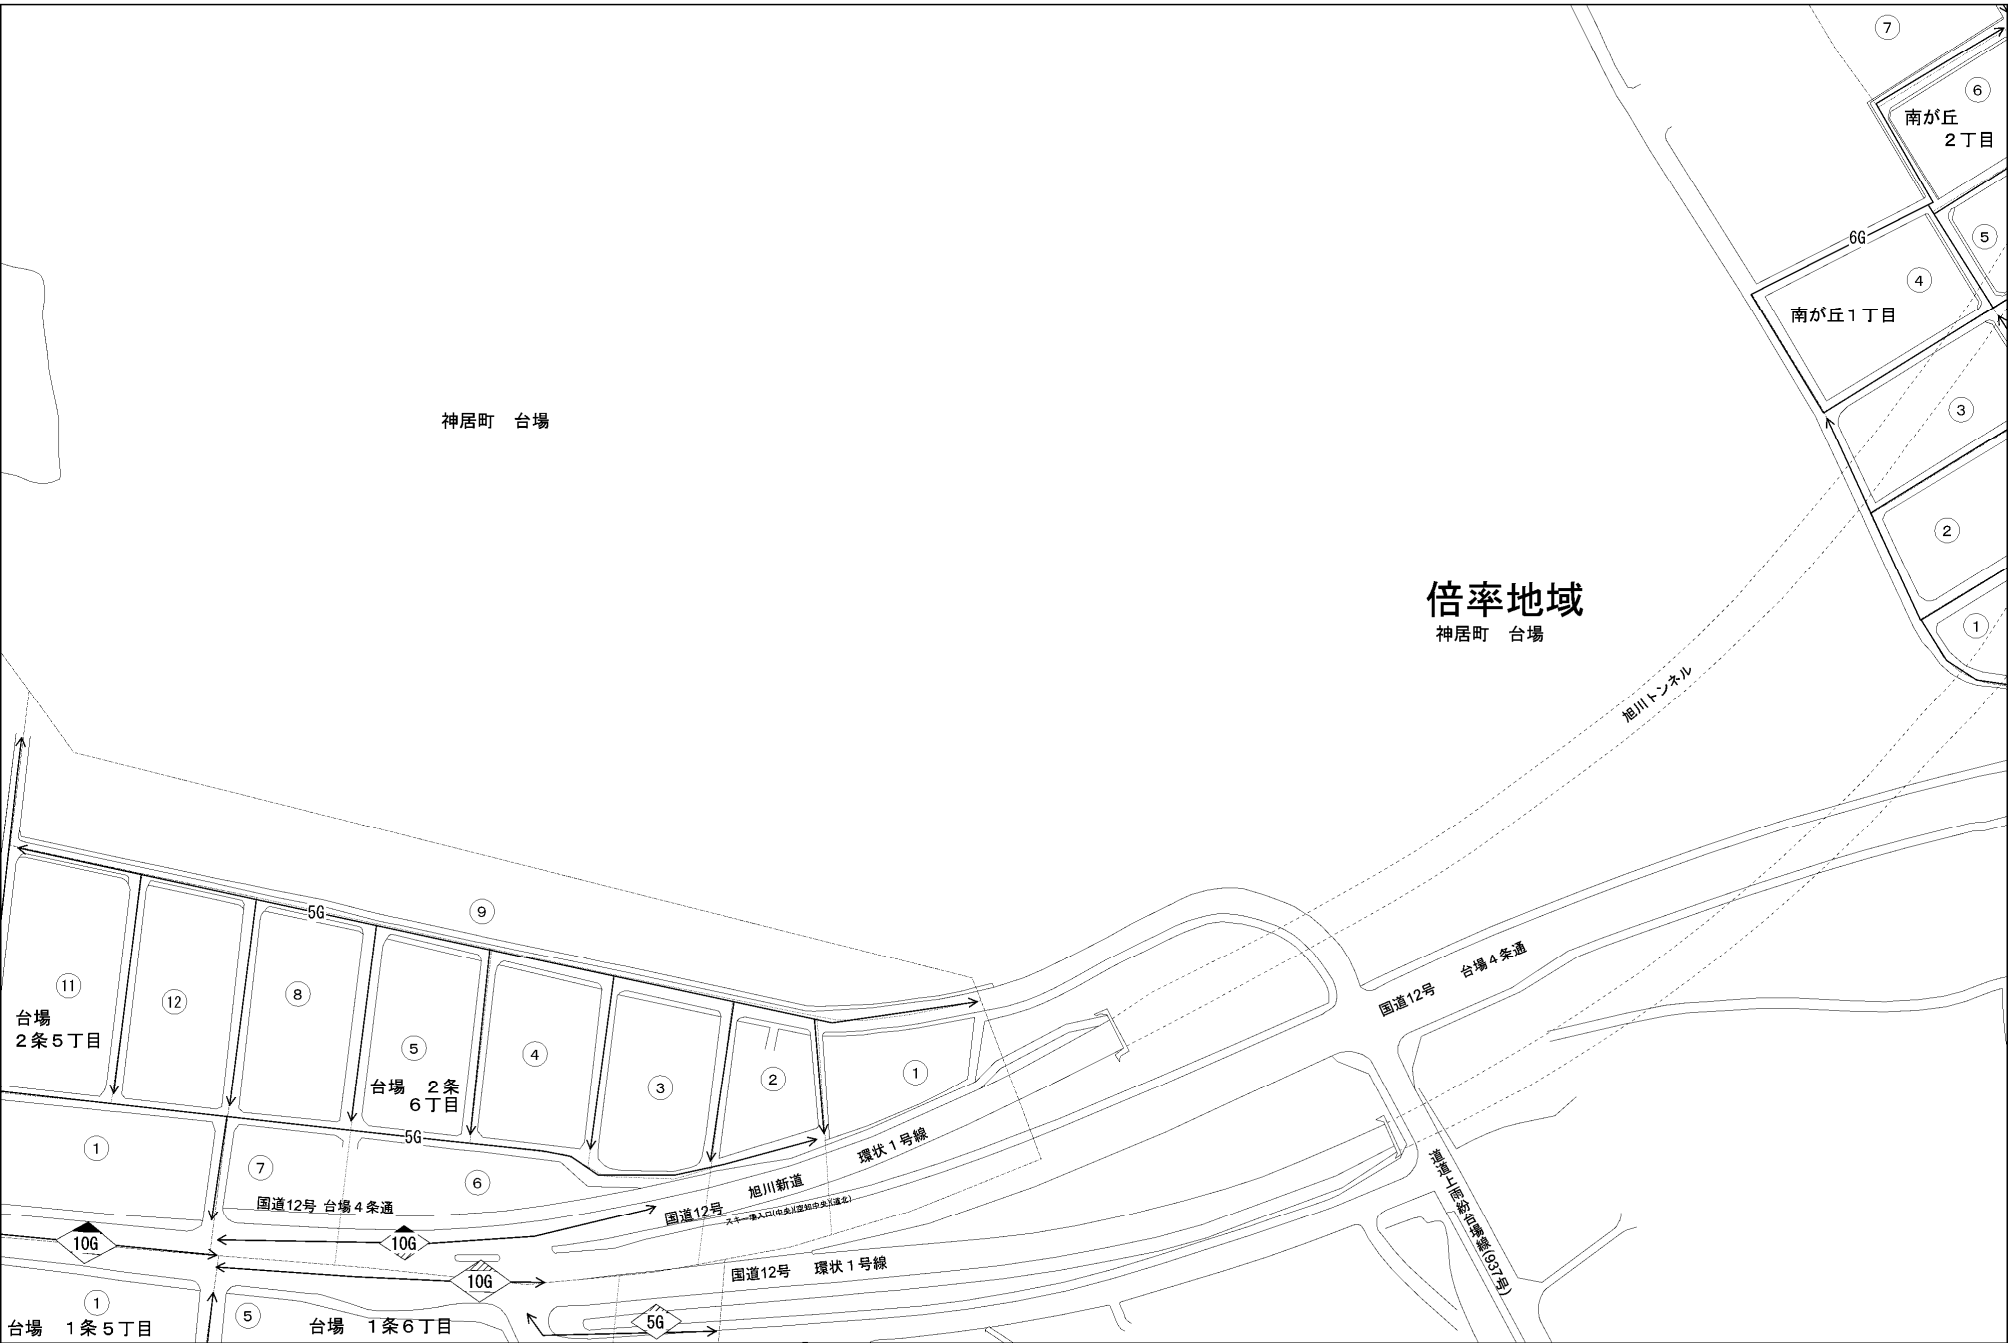 ⑦
⑥
南が丘
２丁目
⑤
6G
④
南が丘１丁目
③
神居町　台場
②
倍率地域
神居町　台場
①
旭川トンネル
5G
⑨
台場４条通
国道12号
⑪
⑫
⑧
台場
２条５丁目
⑤
④
③
②
①
台場　２条
６丁目
5G
環状１号線
①
⑦
⑥
旭川新道
国道12号
国道12号 台場４条通
道道上雨紛台場線(937号)
10G
10G
10G
国道12号　環状１号線
①
⑤
5G
台場　１条５丁目
台場　１条６丁目